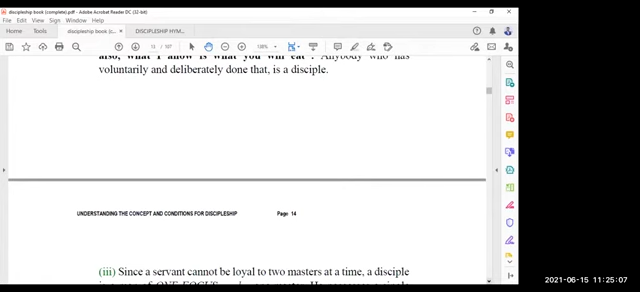 discipleship book (complete).pdf - Adobe Acrobat Reader DC (32-bit)
File Edit View Sign Window Help
Home Tools discipleship book (c... × DISCIPLESHIP HYM...
107
also, what I allow is what you will eat". Anybody who has
voluntarily and deliberately done that, is a disciple.
UNDERSTANDING THE CONCEPT AND CONDITIONS FOR DISCIPLESHIP Page 14
(iii) Since a servant cannot be loyal to two masters at a time, a disciple
ONE FOCUS
2021-06-15 11:25:07